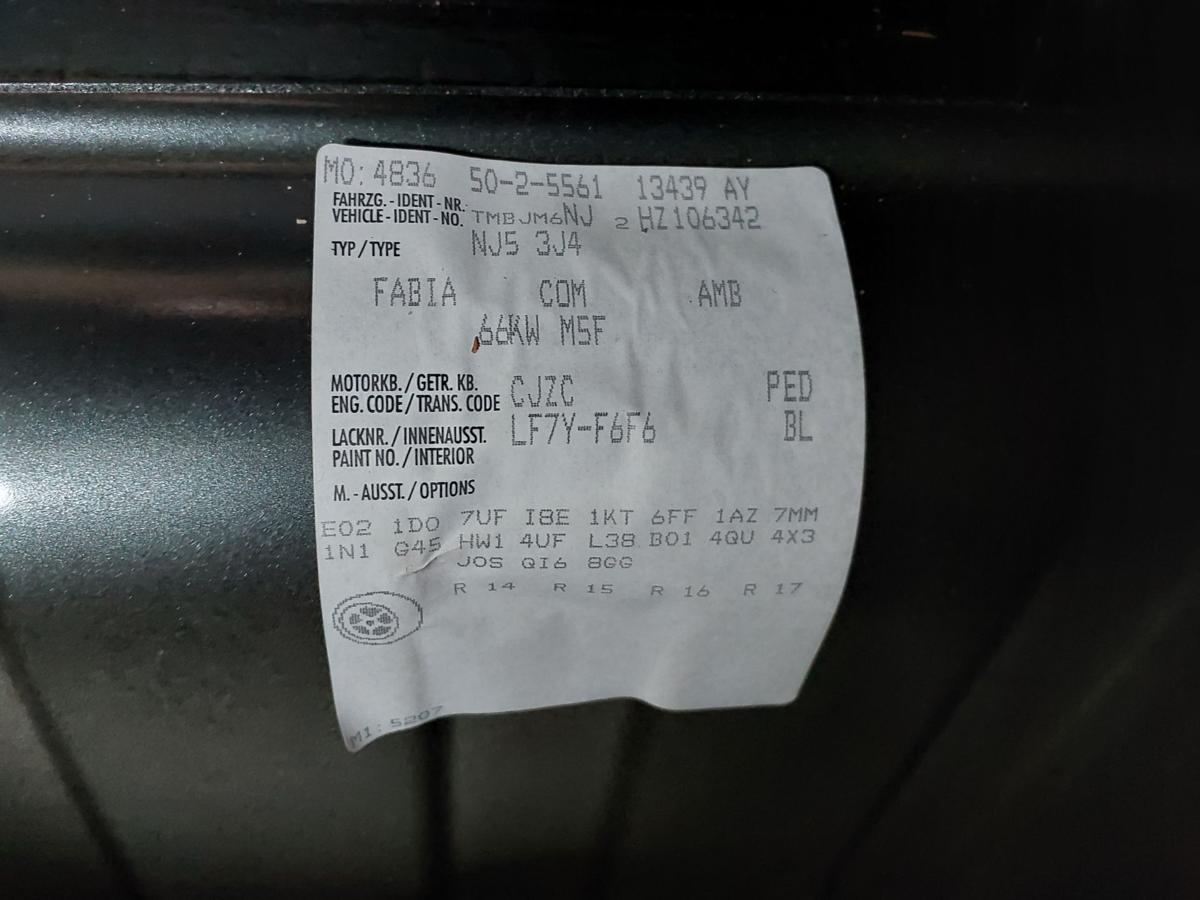 MO: 4836 50-2-5561 13439 AY
FAHRZG. - IDENT - NR.
VEHICLE - IDENT - NO. TMBJM6NJ 2 HZ106342
TYP / TYPE NJ5 3J4
FABIA COM AMB
66KW M5F
MOTORKB. / GETR. KB. CJZC PED
ENG. CODE / TRANS. CODE
LACKNR. / INNENAUSST. LF7Y-F6F6 BL
PAINT NO. / INTERIOR
M. - AUSST. / OPTIONS
E02 1D0 7UF I8E 1KT 6FF 1AZ 7MM
1N1 G45 HW1 4UF L38 B01 4QU 4X3
J0S QI6 8GG
R 14 R 15 R 16 R 17
M1: 5207